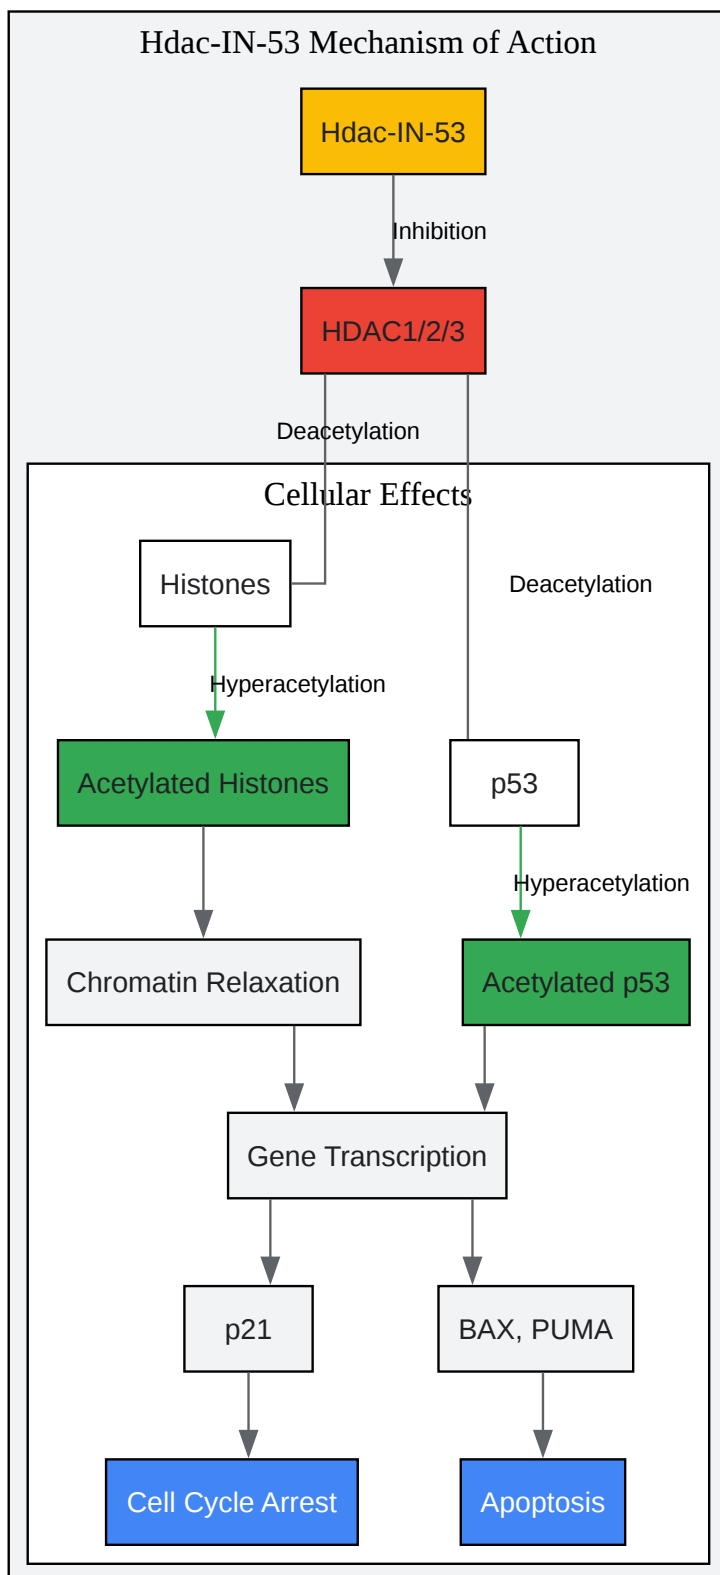 Hdac-IN-53 Mechanism of Action
Hdac-IN-53
Inhibition
HDAC1/2/3
Deacetylation
Cellular Effects
Histones
Deacetylation
Hyperacetylation
Acetylated Histones
p53
Hyperacetylation
Chromatin Relaxation
Acetylated p53
Gene Transcription
p21
BAX, PUMA
Cell Cycle Arrest
Apoptosis